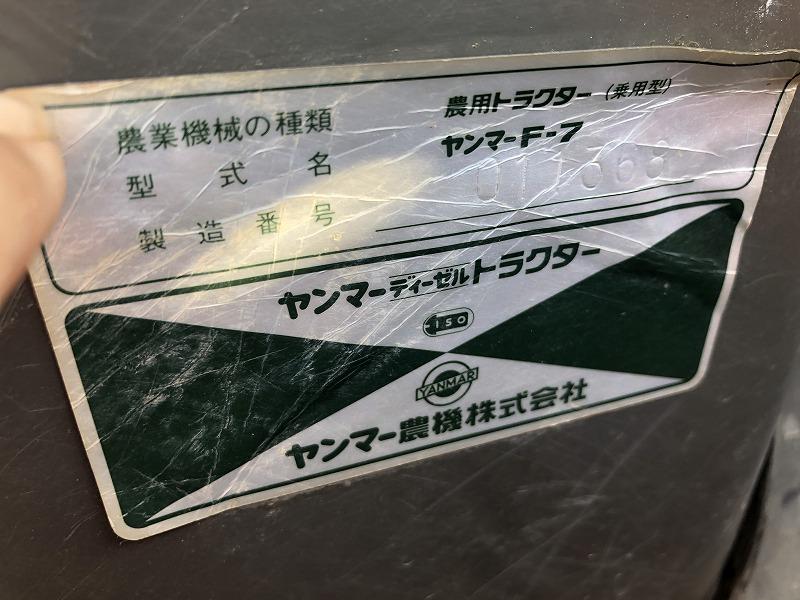 農業機械の種類 農用トラクター (乗用型)
型式名 ヤンマーF-7
製造番号
ヤンマーディーゼルトラクター
ISO
YANMAR
ヤンマー農機株式会社